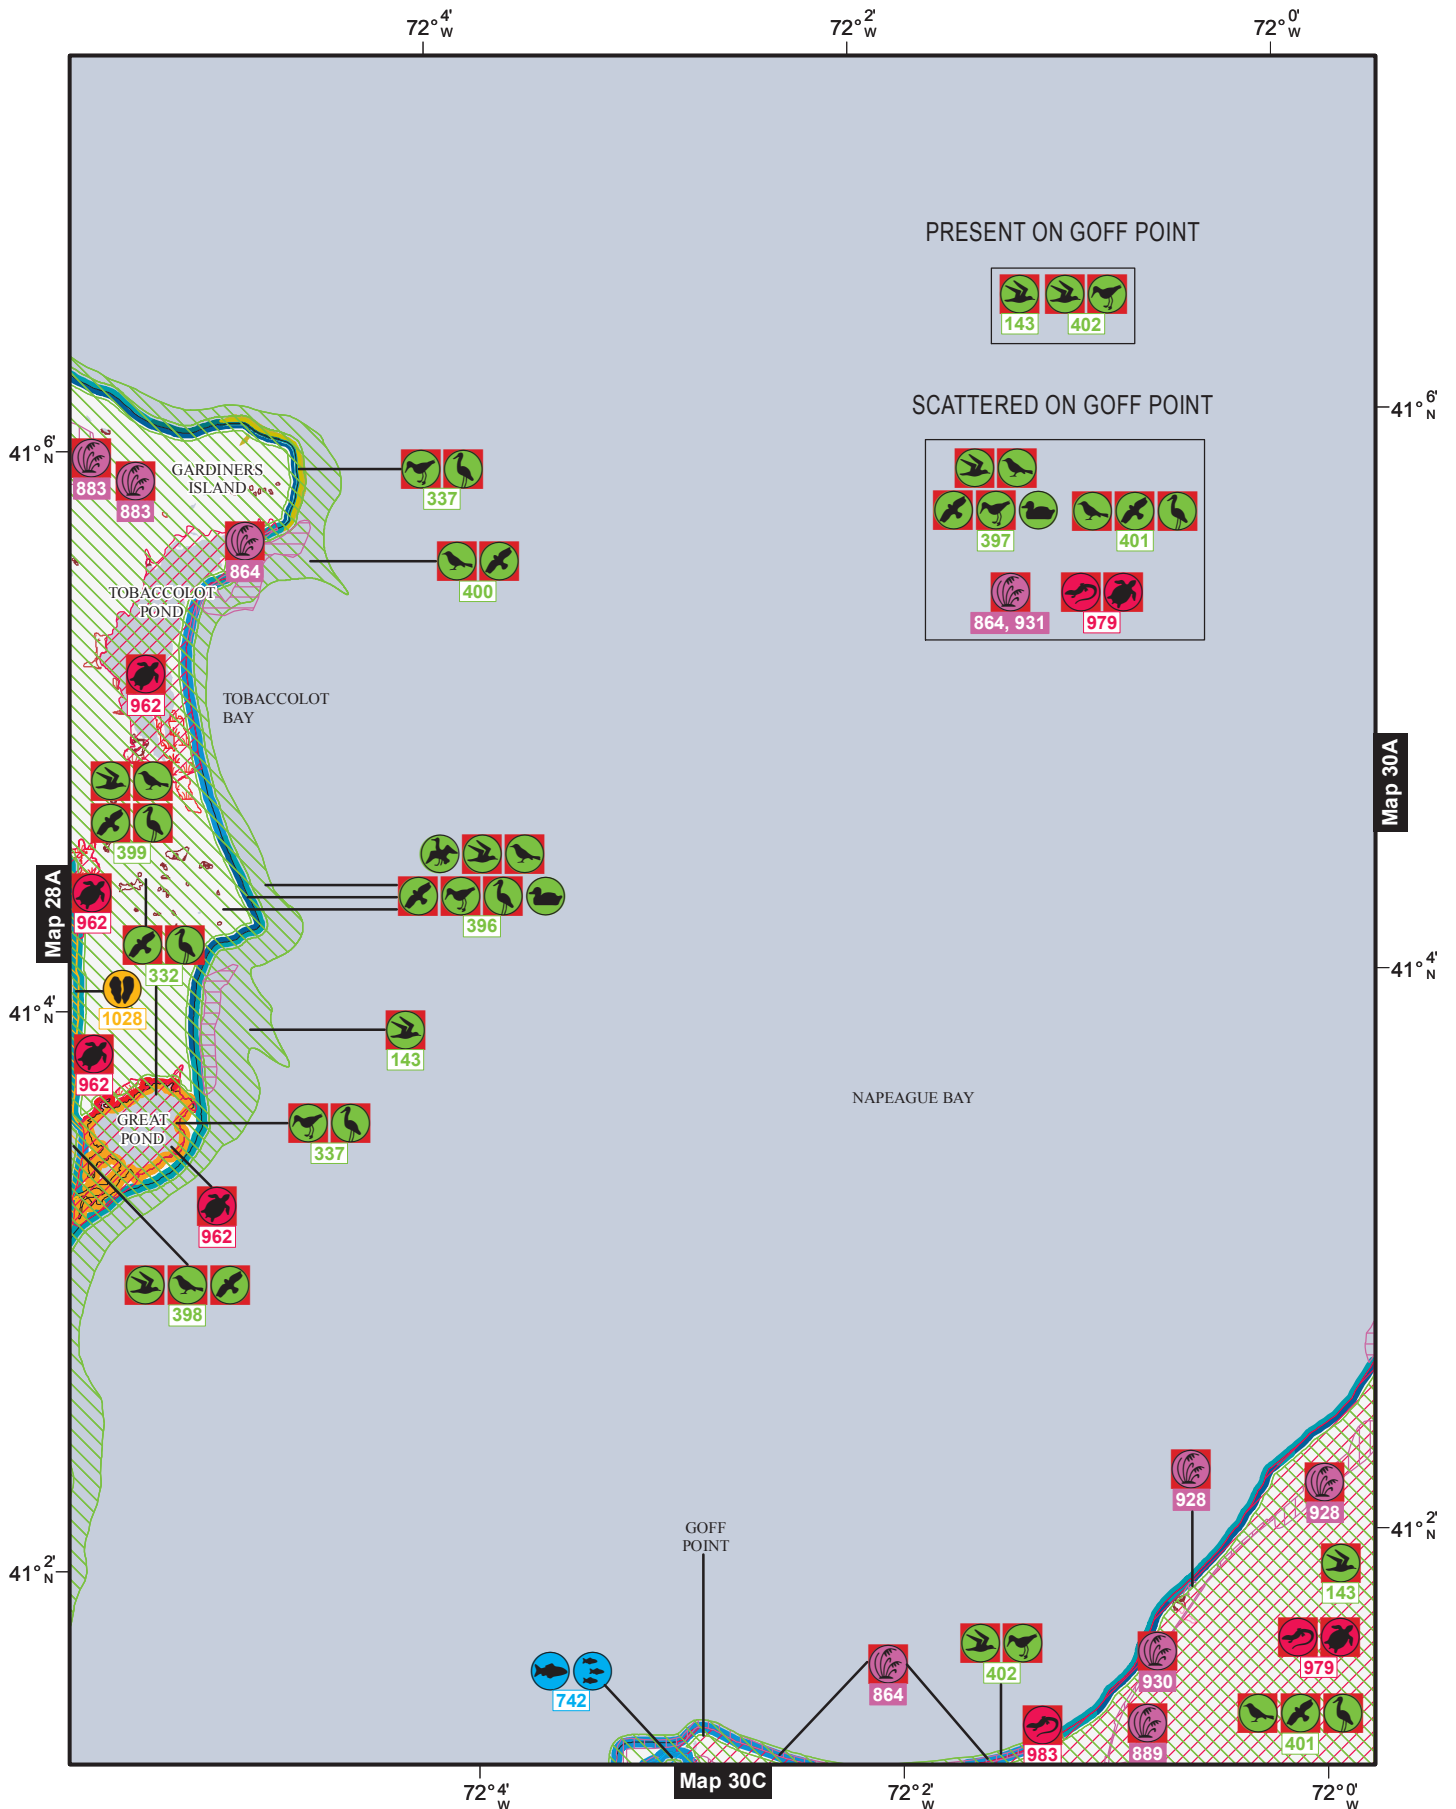 72° 4' W
72° 2' W
72° 0' W
PRESENT ON GOFF POINT
143
402
SCATTERED ON GOFF POINT
397
401
864, 931
979
41° 6' N
41° 6' N
883
883
GARDINERS
ISLAND
337
864
400
TOBACCOLOT
POND
962
TOBACCOLOT
BAY
Map 30A
399
Map 28A
962
396
332
41° 4' N
41° 4' N
1028
143
962
NAPEAGUE BAY
GREAT
POND
337
962
398
928
928
GOFF
POINT
41° 2' N
41° 2' N
143
402
979
742
864
930
983
889
401
Map 30C
72° 4' W
72° 2' W
72° 0' W